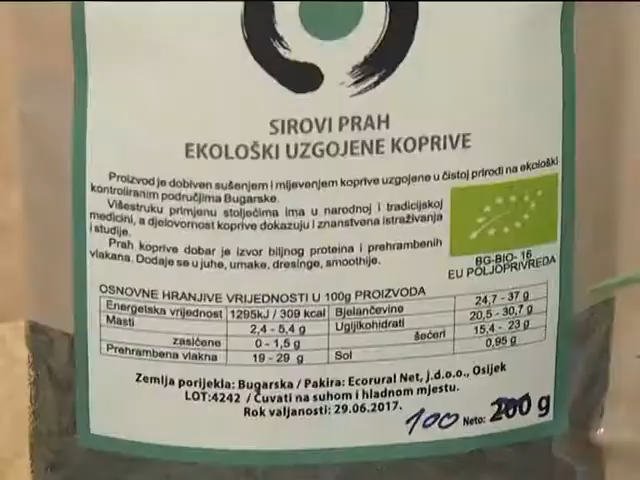 SIROVI PRAH
EKOLOŠKI UZGOJENE KOPRIVE
Proizvod je dobiven sušenjem i mljevenjem koprive uzgojene u čistoj prirodi na ekološki
kontroliranim područjima Bugarske.
Višestruku primjenu stoljećima ima u narodnoj i tradicijskoj
medicini, a djelovornost koprive dokazuju i znanstvena istraživanja
i studije.
Prah koprive dobar je izvor biljnog proteina i prehrambenih
vlakana. Dodaje se u juhe, umake, dresinge, smoothije.
BG-BIO- 16
EU POLJOPRIVREDA
OSNOVNE HRANJIVE VRIJEDNOSTI U 100g PROIZVODA
Energetska vrijednost 1295kJ / 309 kcal Bjelančevine 24,7 - 37 g
Masti 2,4 - 5,4 g Ugljikohidrati 20,5 - 30,7 g
zasićene 0 - 1,5 g šećeri 15,4 - 23 g
Prehrambena vlakna 19 - 29 g Sol 0,95 g
Zemlja porijekla: Bugarska / Pakira: Ecorural Net, j.d.o.o., Osijek
LOT:4242 / Čuvati na suhom i hladnom mjestu.
Rok valjanosti: 29.06.2017.
100 Neto: 200 g